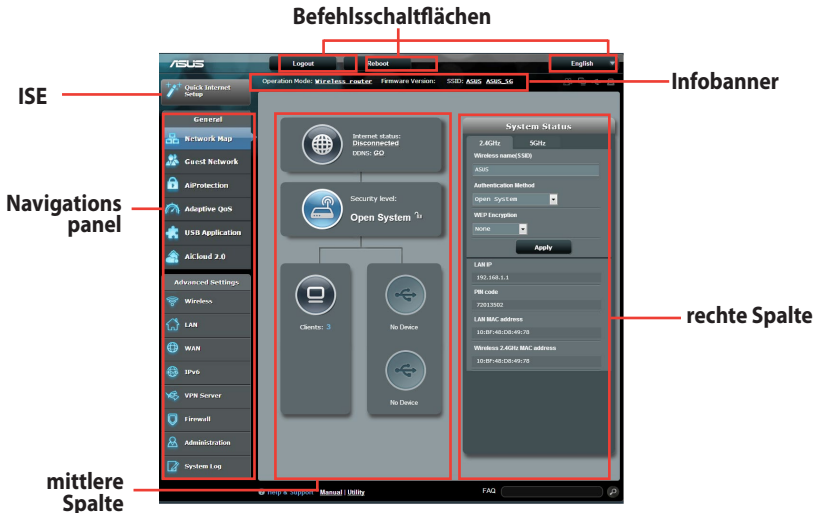 Befehlsschaltflächen
ASUS
Logout
Reboot
English
Operation Mode: Wireless router Firmware Version: SSID: ASUS ASUS_5G
Infobanner
ISE
Quick Internet
Setup
General
Network Map
Guest Network
AiProtection
Adaptive QoS
USB Application
AiCloud 2.0
Navigations
panel
Advanced Settings
Wireless
LAN
WAN
IPv6
VPN Server
Firewall
Administration
System Log
Internet status:
Disconnected
DDNS: GO
Security level:
Open System
Clients: 3
No Device
No Device
System Status
2.4GHz 5GHz
Wireless name(SSID)
ASUS
Authentication Method
Open System
WEP Encryption
None
Apply
LAN IP
192.168.1.1
PIN code
72013502
LAN MAC address
10:BF:48:D8:49:78
Wireless 2.4GHz MAC address
10:BF:48:D8:49:78
rechte Spalte
mittlere
Spalte
Help & Support Manual | Utility
FAQ